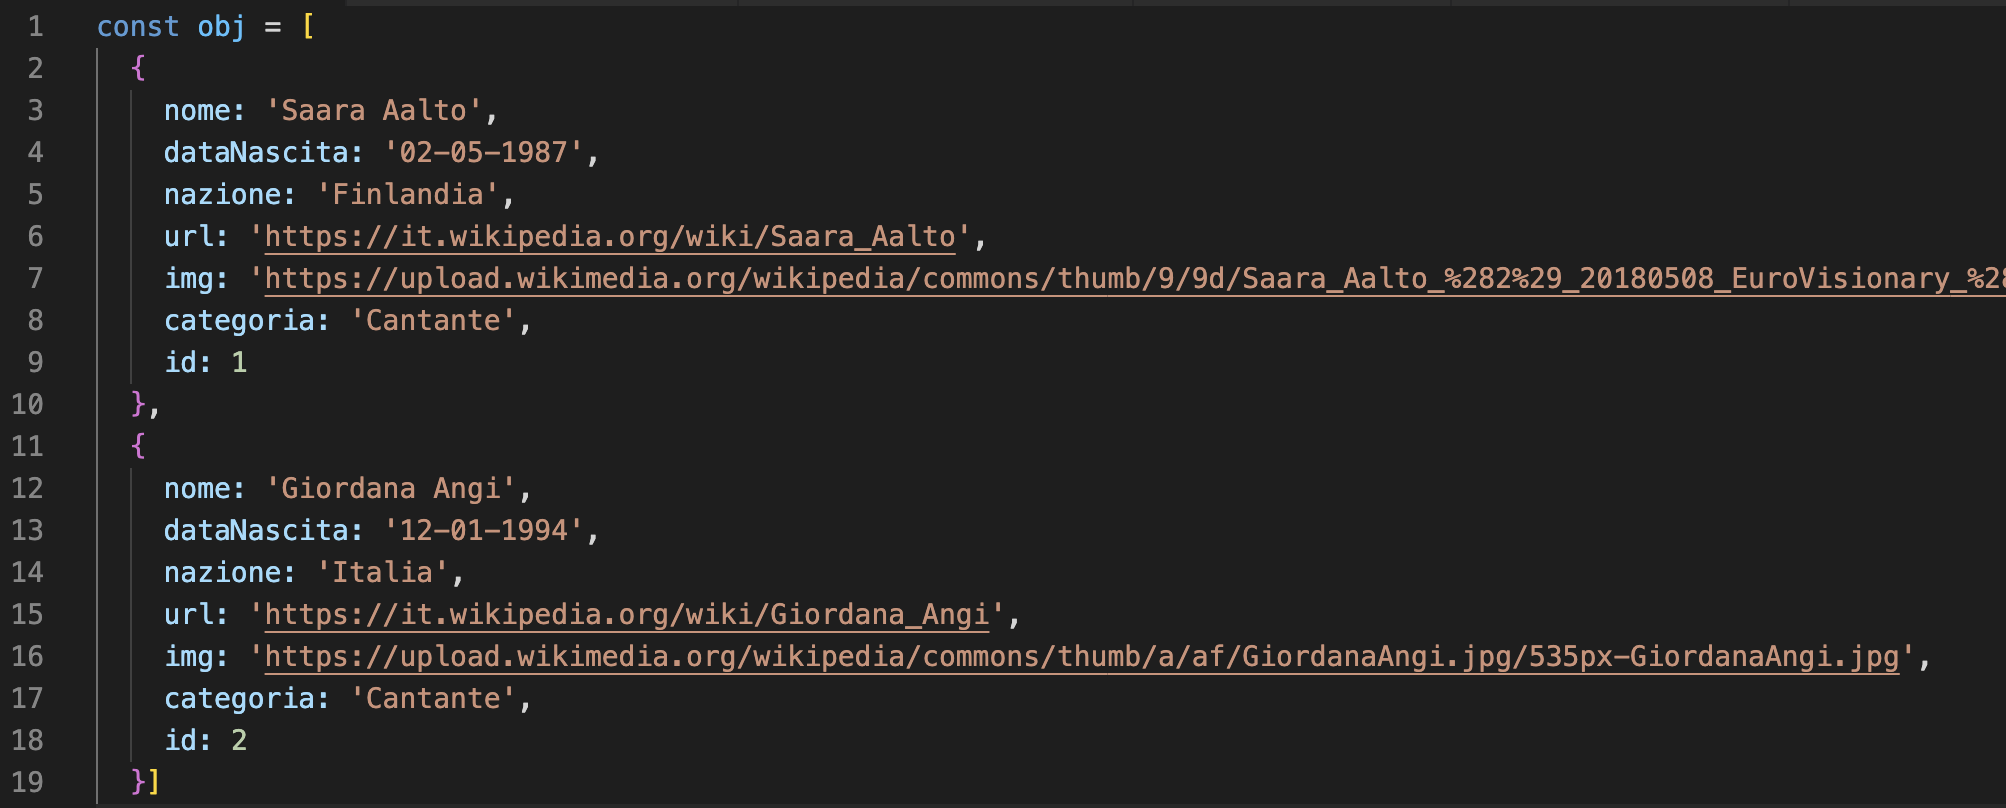 1 const obj = [
2 {
3 nome: 'Saara Aalto',
4 dataNascita: '02-05-1987',
5 nazione: 'Finlandia',
6 url: 'https://it.wikipedia.org/wiki/Saara_Aalto',
7 img: 'https://upload.wikimedia.org/wikipedia/commons/thumb/9/9d/Saara_Aalto_%282%29_20180508_EuroVisionary_%28
8 categoria: 'Cantante',
9 id: 1
10 },
11 {
12 nome: 'Giordana Angi',
13 dataNascita: '12-01-1994',
14 nazione: 'Italia',
15 url: 'https://it.wikipedia.org/wiki/Giordana_Angi',
16 img: 'https://upload.wikimedia.org/wikipedia/commons/thumb/a/af/GiordanaAngi.jpg/535px-GiordanaAngi.jpg',
17 categoria: 'Cantante',
18 id: 2
19 }]